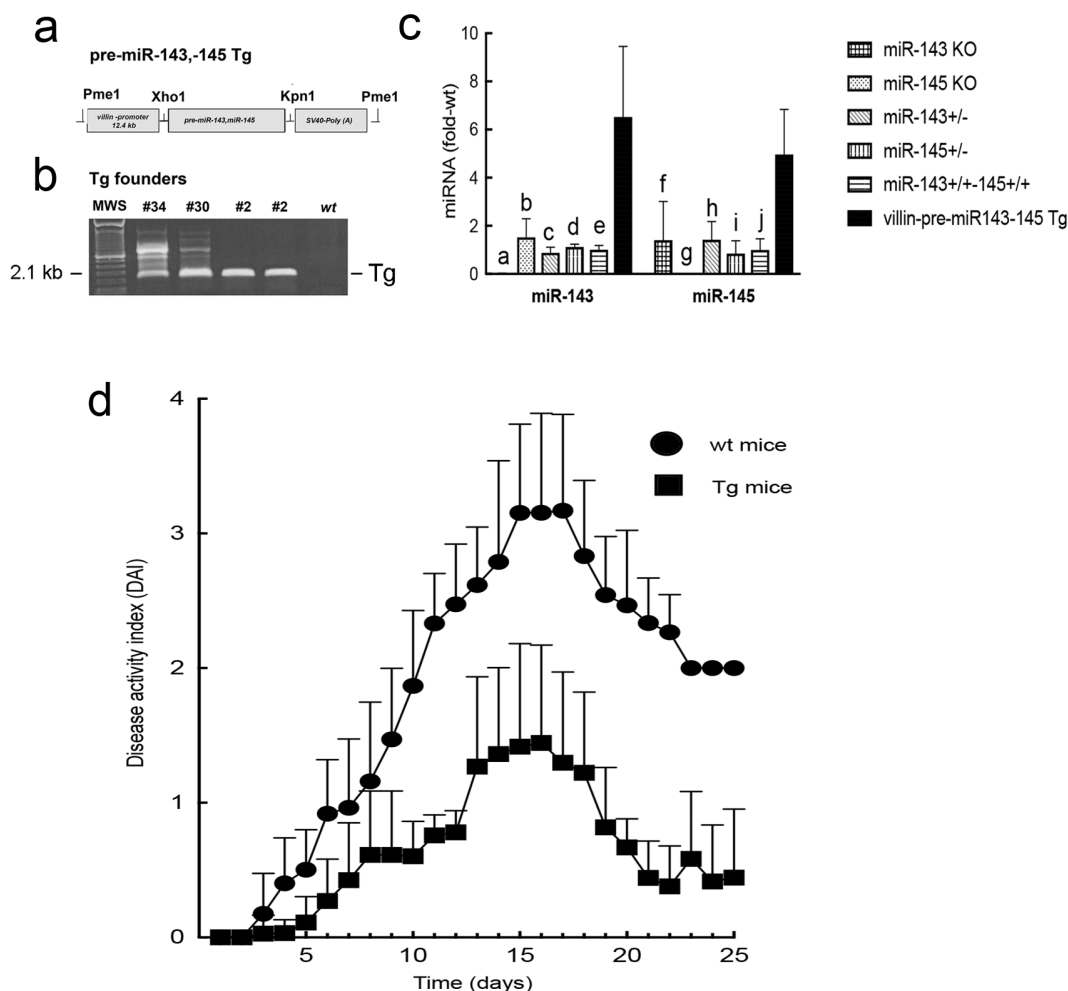 a
pre-miR-143,-145 Tg
Pme1 Xho1 Kpn1 Pme1
villin -promoter
12.4 kb
pre-miR-143,miR-145
SV40-Poly (A)
b
Tg founders
MWS #34 #30 #2 #2 wt
2.1 kb
Tg
c
miRNA (fold-wt)
10
8
6
4
2
0
a b c d e f g h i j
miR-143 miR-145
miR-143 KO
miR-145 KO
miR-143+/-
miR-145+/-
miR-143+/+-145+/+
villin-pre-miR143-145 Tg
d
Disease activity index (DAI)
4
3
2
1
0
wt mice
Tg mice
5 10 15 20 25
Time (days)